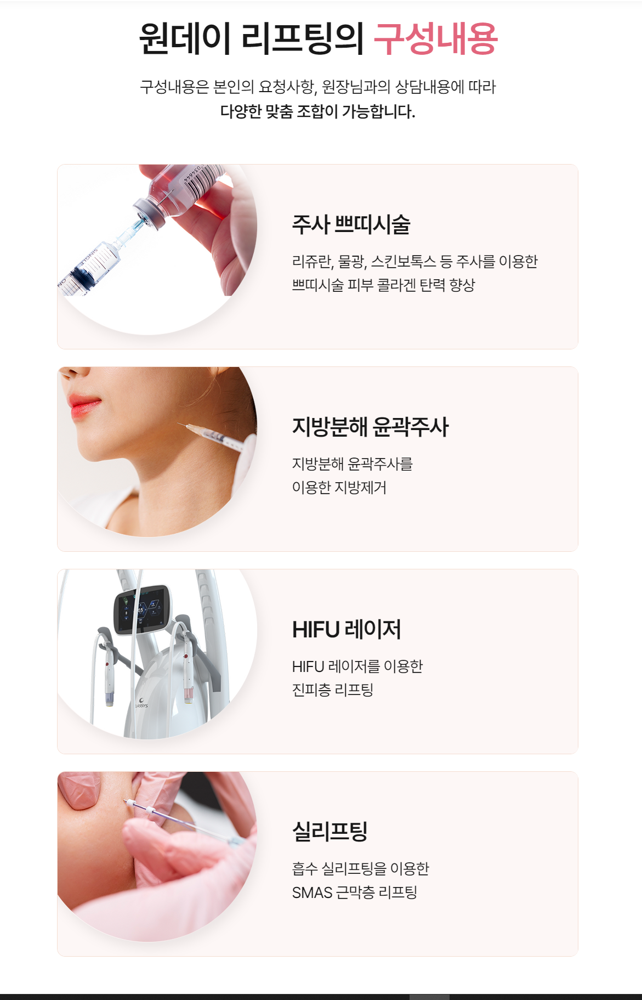 원데이 리프팅의 구성내용
구성내용은 본인의 요청사항, 원장님과의 상담내용에 따라
다양한 맞춤 조합이 가능합니다.
034644
SINGLE
ON
주사 쁘띠시술
리쥬란, 물광, 스킨보톡스 등 주사를 이용한
쁘띠시술 피부 콜라겐 탄력 향상
지방분해 윤곽주사
지방분해 윤곽주사를
이용한 지방제거
0.5
LASSYS
HIFU 레이저
HIFU 레이저를 이용한
진피층 리프팅
실리프팅
흡수 실리프팅을 이용한
SMAS 근막층 리프팅